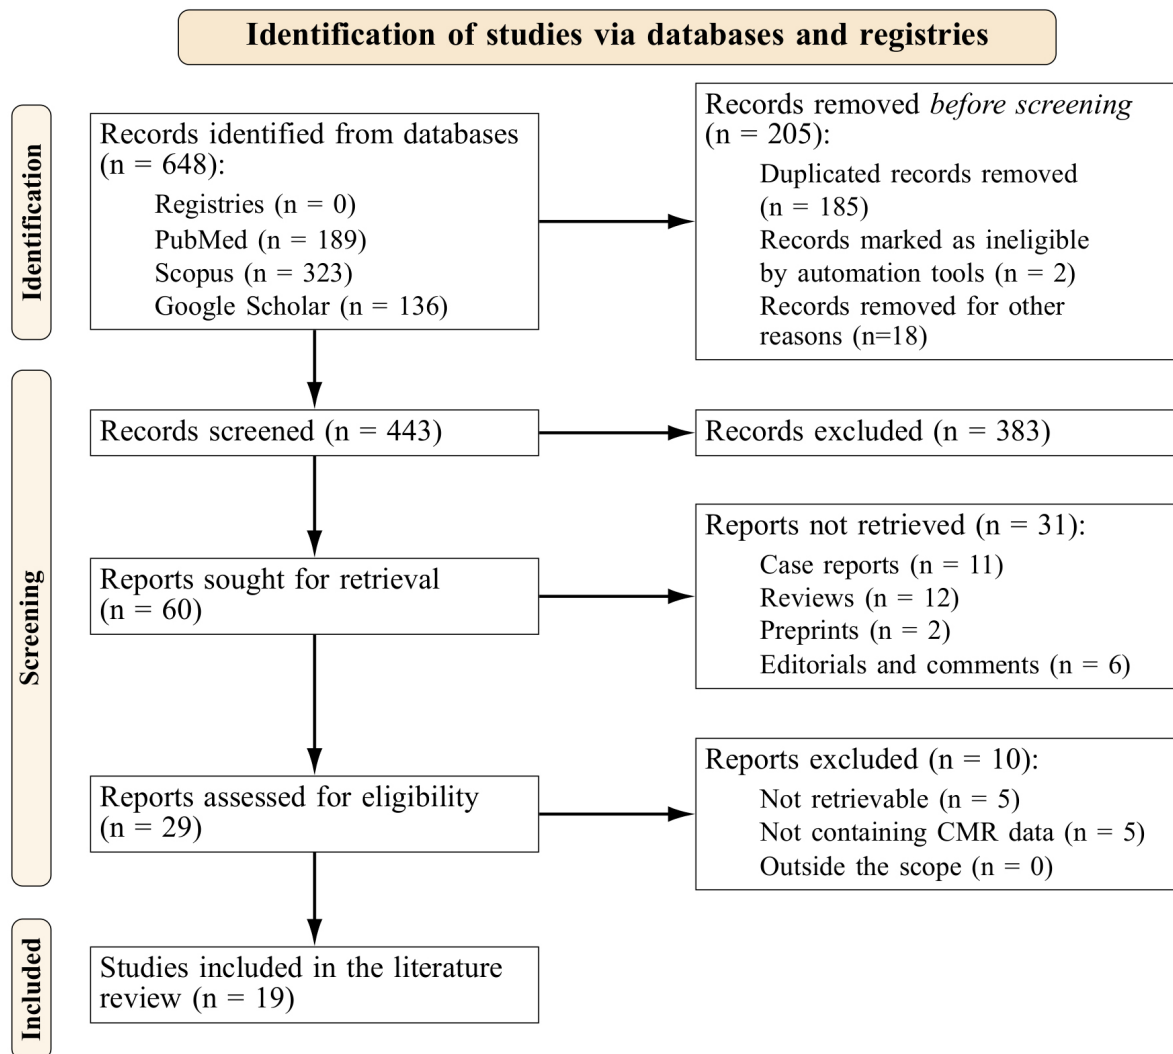 Identification of studies via databases and registries
Identification
Records identified from databases
(n = 648):
Registries (n = 0)
PubMed (n = 189)
Scopus (n = 323)
Google Scholar (n = 136)
Records removed before screening
(n = 205):
Duplicated records removed
(n = 185)
Records marked as ineligible
by automation tools (n = 2)
Records removed for other
reasons (n=18)
Screening
Records screened (n = 443)
Records excluded (n = 383)
Reports sought for retrieval
(n = 60)
Reports not retrieved (n = 31):
Case reports (n = 11)
Reviews (n = 12)
Preprints (n = 2)
Editorials and comments (n = 6)
Reports assessed for eligibility
(n = 29)
Reports excluded (n = 10):
Not retrievable (n = 5)
Not containing CMR data (n = 5)
Outside the scope (n = 0)
Included
Studies included in the literature
review (n = 19)